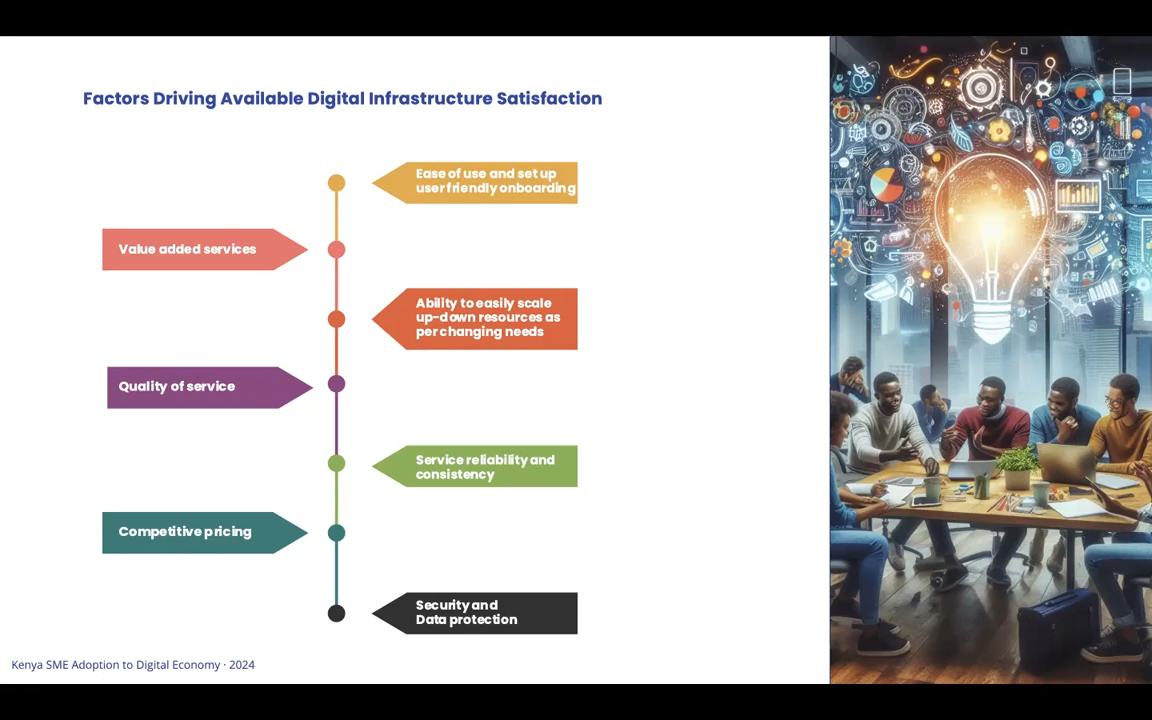 Factors Driving Available Digital Infrastructure Satisfaction
Ease of use and set up
user friendly onboarding
Value added services
Ability to easily scale
up-down resources as
per changing needs
Quality of service
Service reliability and
consistency
Competitive pricing
Security and
Data protection
Kenya SME Adoption to Digital Economy · 2024